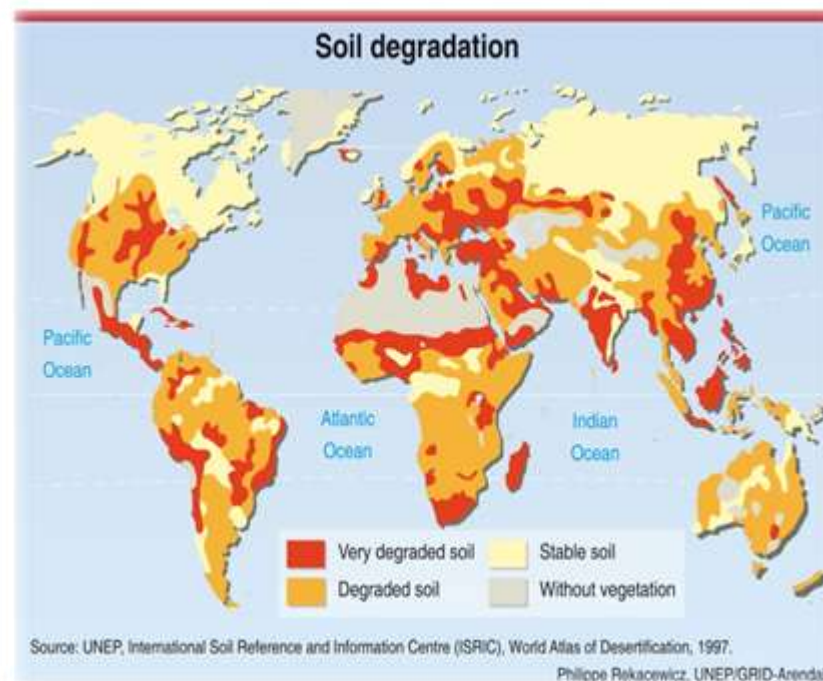 Soil degradation
Pacific
Ocean
Pacific
Ocean
Atlantic
Ocean
Indian
Ocean
Very degraded soil
Stable soil
Degraded soil
Without vegetation
Source: UNEP, International Soil Reference and Information Centre (ISRIC), World Atlas of Desertification, 1997.
Philippe Rekacewicz, UNEP/GRID-Arenda